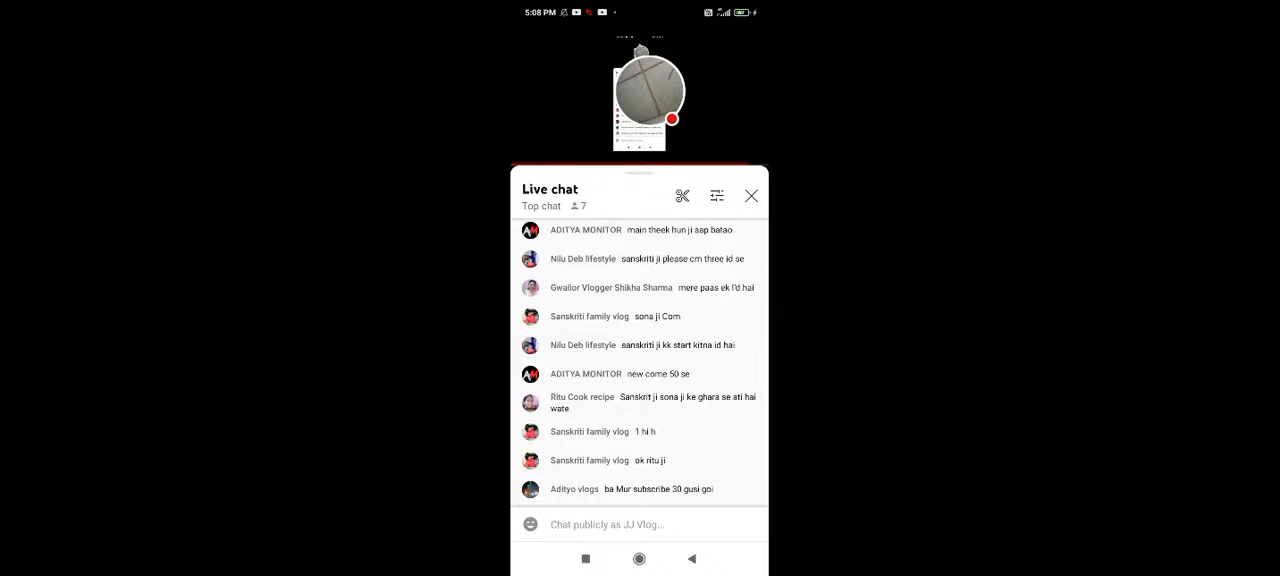 5:08 PM
Live chat
Top chat 7
ADITYA MONITOR main theek hun ji aap batao
Nilu Deb lifestyle sanskriti ji please cm three id se
Gwalior Vlogger Shikha Sharma mere paas ek I'd hai
Sanskriti family vlog sona ji Com
Nilu Deb lifestyle sanskriti ji kk start kitna id hai
ADITYA MONITOR new come 50 se
Ritu Cook recipe Sanskrit ji sona ji ke ghara se ati hai
wate
Sanskriti family vlog 1 hi h
Sanskriti family vlog ok ritu ji
Adityo vlogs ba Mur subscribe 30 gusi goi
Chat publicly as JJ Vlog...